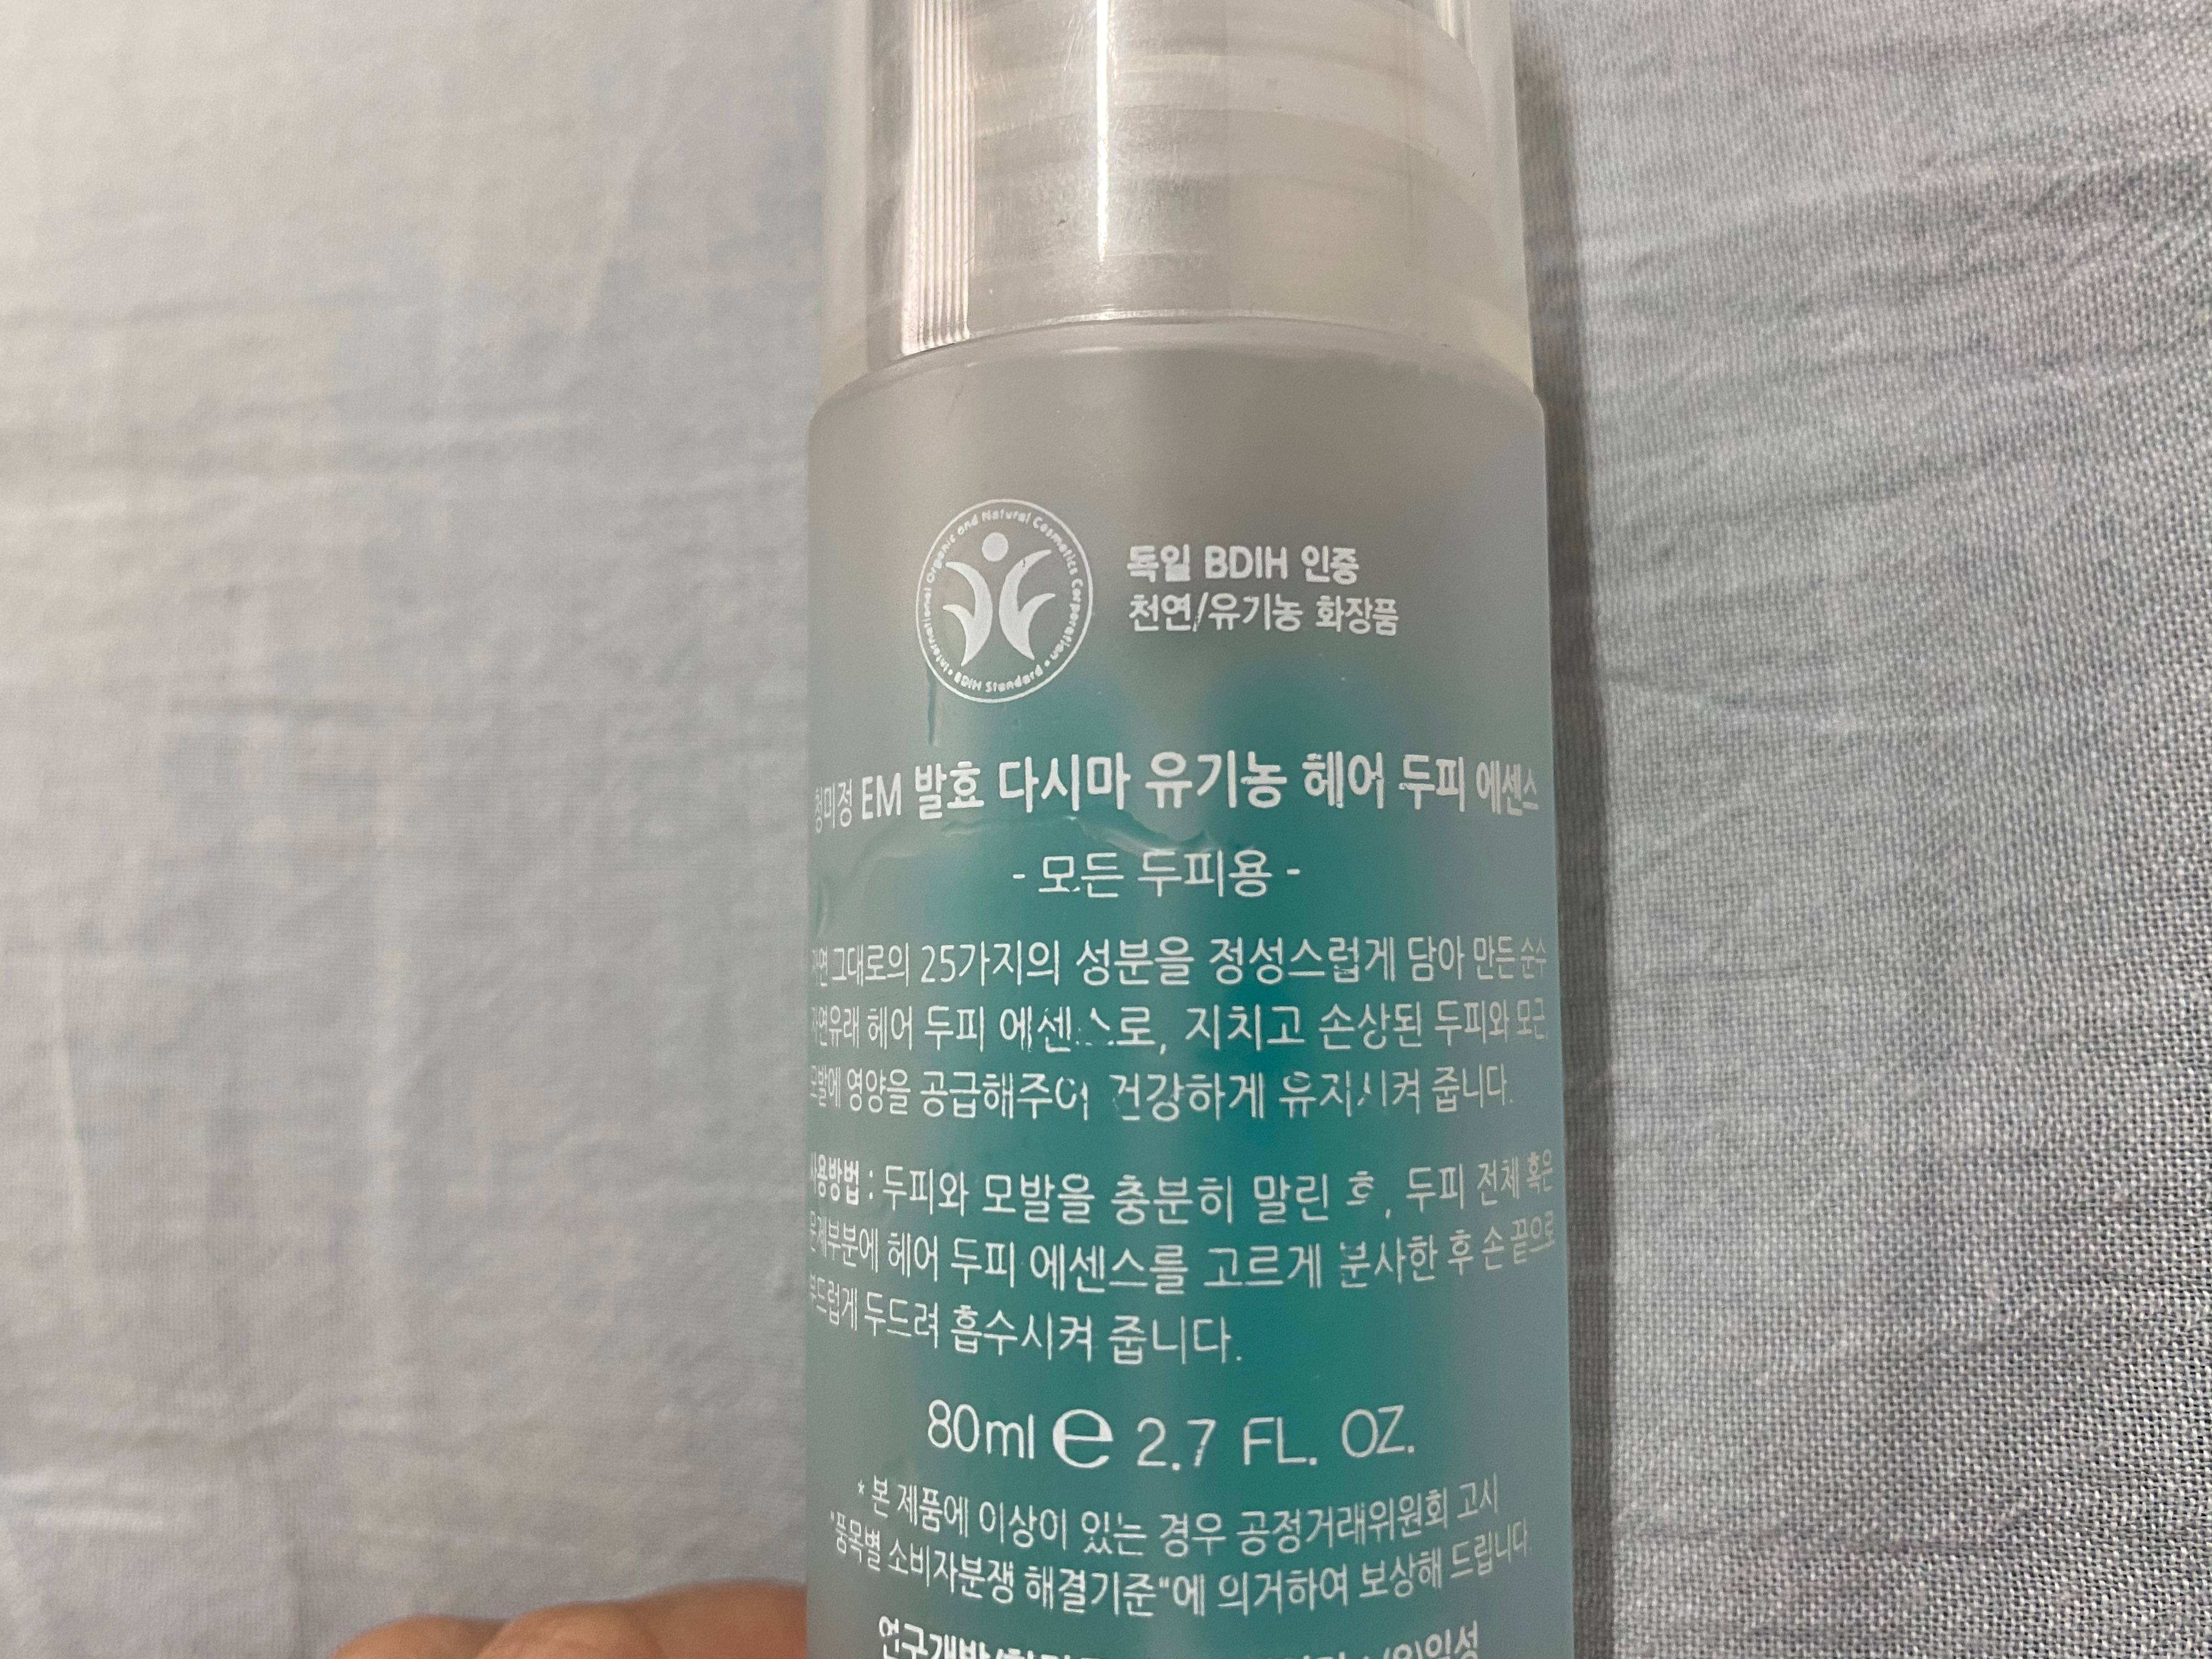 International Organic and Natural Cosmetics Corporation • BDIH Standard •
독일 BDIH 인증
천연/유기농 화장품
청미정 EM 발효 다시마 유기농 헤어 두피 에센스
- 모든 두피용 -
자연 그대로의 25가지의 성분을 정성스럽게 담아 만든 순수
자연유래 헤어 두피 에센스로, 지치고 손상된 두피와 모근,
모발에 영양을 공급해주어 건강하게 유지시켜 줍니다.
사용방법 : 두피와 모발을 충분히 말린 후, 두피 전체 혹은
문제부분에 헤어 두피 에센스를 고르게 분사한 후 손 끝으로
부드럽게 두드려 흡수시켜 줍니다.
80ml e 2.7 FL. OZ.
* 본 제품에 이상이 있는 경우 공정거래위원회 고시
"품목별 소비자분쟁 해결기준"에 의거하여 보상해 드립니다.